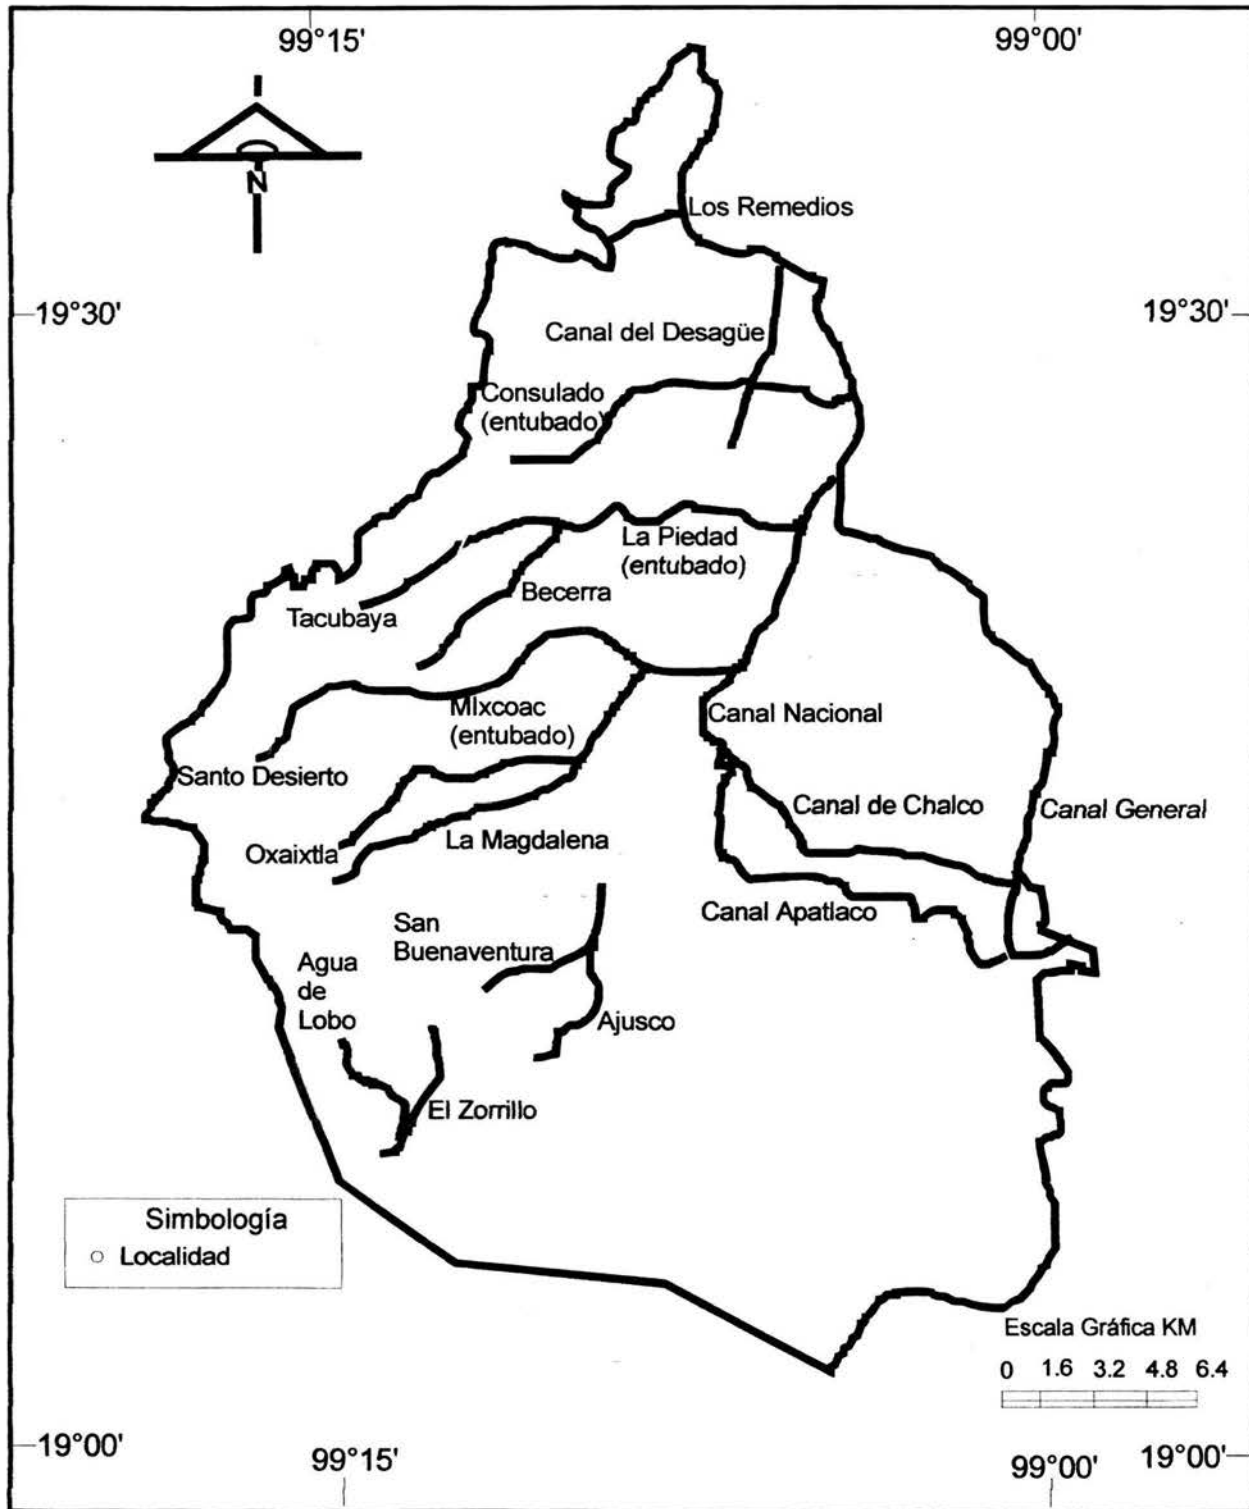 99°15'
99°00'
N
Los Remedios
19°30'
19°30'
Canal del Desagüe
Consulado
(entubado)
La Piedad
(entubado)
Becerra
Tacubaya
MIxcoac
(entubado)
Canal Nacional
Santo Desierto
Canal de Chalco
Canal General
La Magdalena
Oxaixtla
Canal Apatlaco
San
Buenaventura
Agua
de
Lobo
Ajusco
El Zorrillo
Simbología
Localidad
Escala Gráfica KM
0 1.6 3.2 4.8 6.4
19°00'
99°15'
99°00'
19°00'